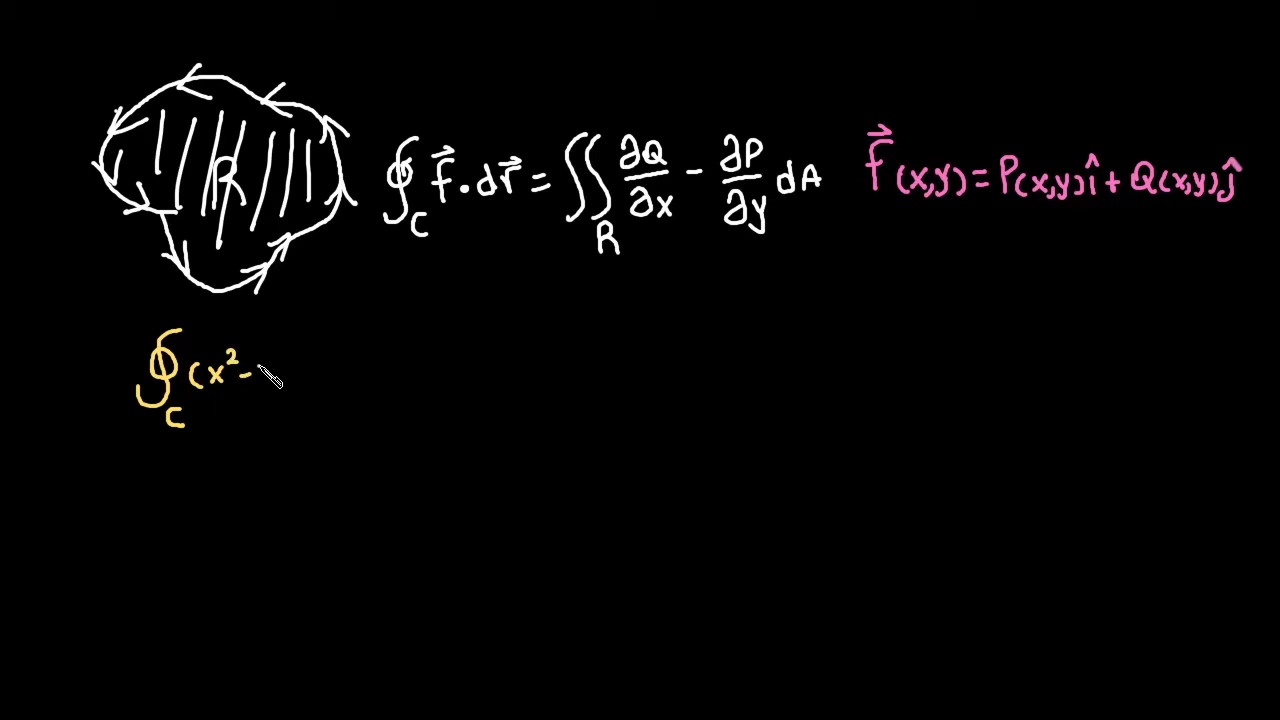 R
∮_C f⃗ · dr⃗ = ∬_R ∂Q/∂x - ∂P/∂y dA
f⃗(x,y) = P(x,y)î + Q(x,y)ĵ
∮_C (x² -